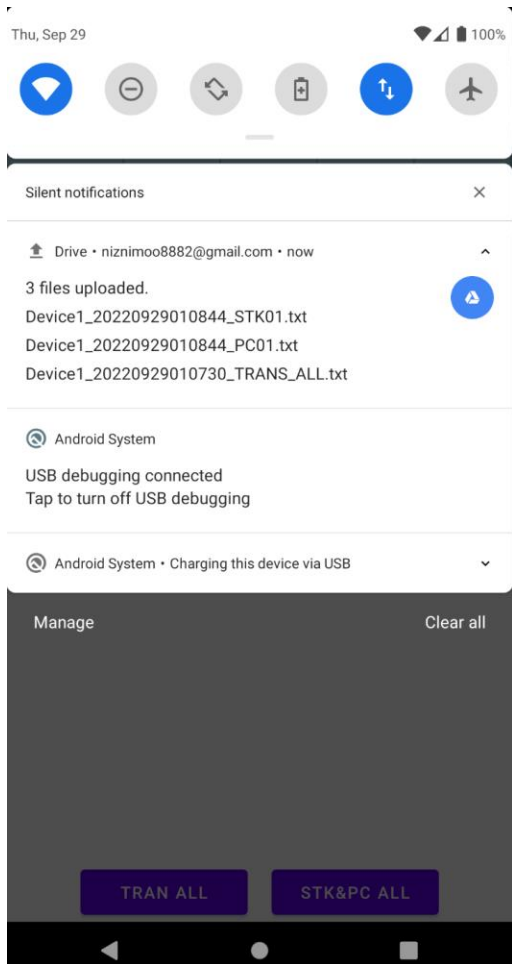 Thu, Sep 29
100%
Silent notifications
Drive • niznimoo8882@gmail.com • now
3 files uploaded.
Device1_20220929010844_STK01.txt
Device1_20220929010844_PC01.txt
Device1_20220929010730_TRANS_ALL.txt
Android System
USB debugging connected
Tap to turn off USB debugging
Android System • Charging this device via USB
Manage
Clear all
TRAN ALL
STK&PC ALL